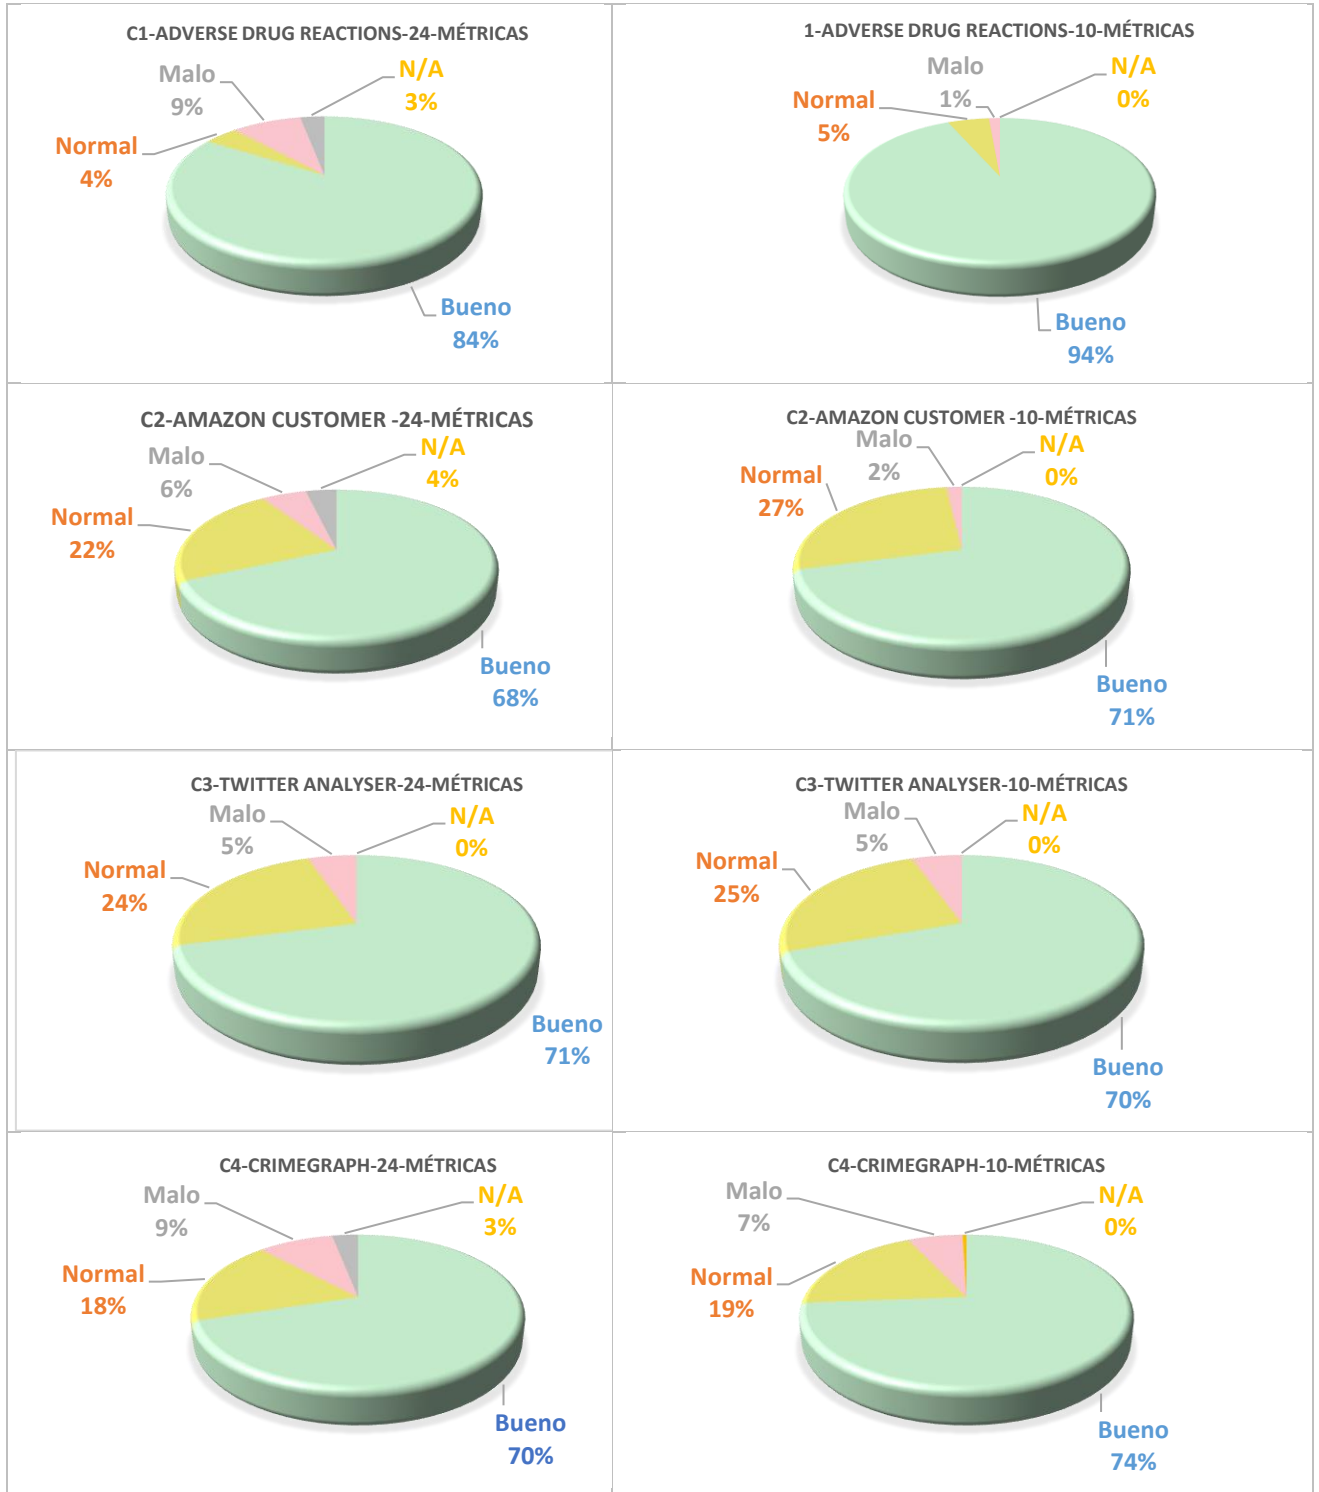 C1-ADVERSE DRUG REACTIONS-24-MÉTRICAS
Malo
9%
N/A
3%
Normal
4%
Bueno
84%
1-ADVERSE DRUG REACTIONS-10-MÉTRICAS
Malo
1%
N/A
0%
Normal
5%
Bueno
94%
C2-AMAZON CUSTOMER -24-MÉTRICAS
Malo
6%
N/A
4%
Normal
22%
Bueno
68%
C2-AMAZON CUSTOMER -10-MÉTRICAS
Malo
2%
N/A
0%
Normal
27%
Bueno
71%
C3-TWITTER ANALYSER-24-MÉTRICAS
Malo
5%
N/A
0%
Normal
24%
Bueno
71%
C3-TWITTER ANALYSER-10-MÉTRICAS
Malo
5%
N/A
0%
Normal
25%
Bueno
70%
C4-CRIMEGRAPH-24-MÉTRICAS
Malo
9%
N/A
3%
Normal
18%
Bueno
70%
C4-CRIMEGRAPH-10-MÉTRICAS
Malo
7%
N/A
0%
Normal
19%
Bueno
74%